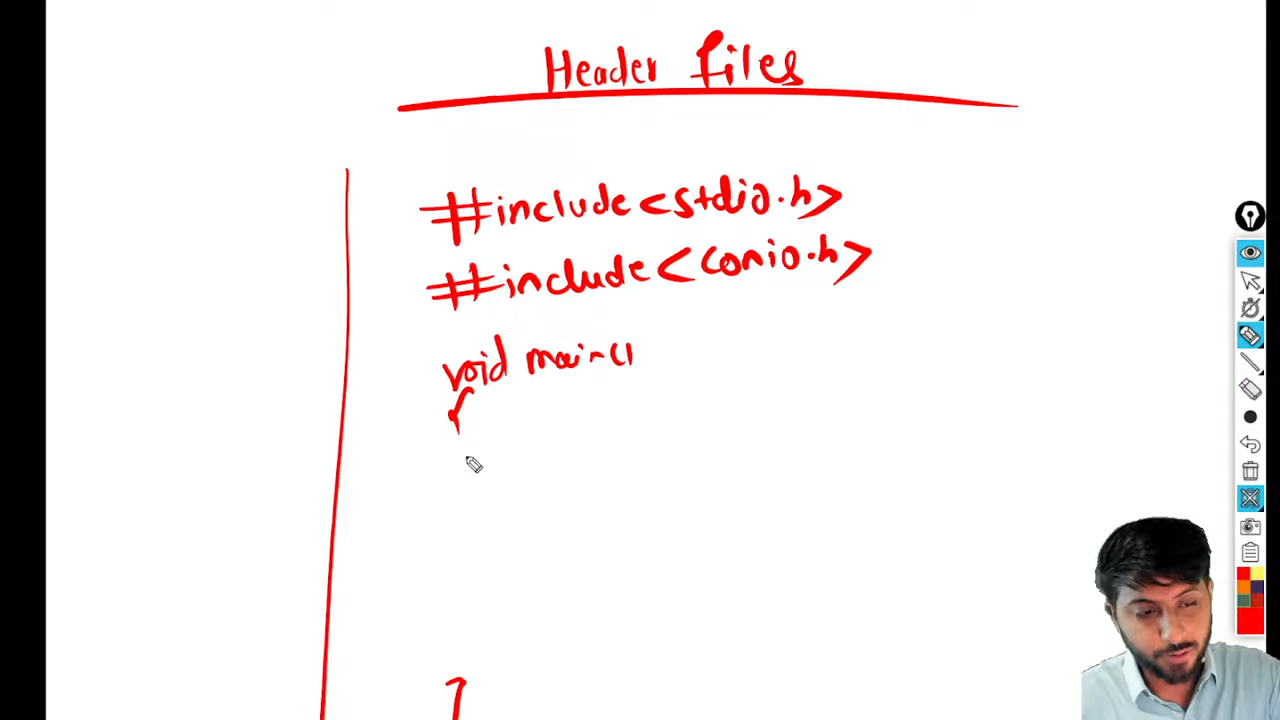 Header files
#include<stdio.h>
#include<conio.h>
void main()
{
}